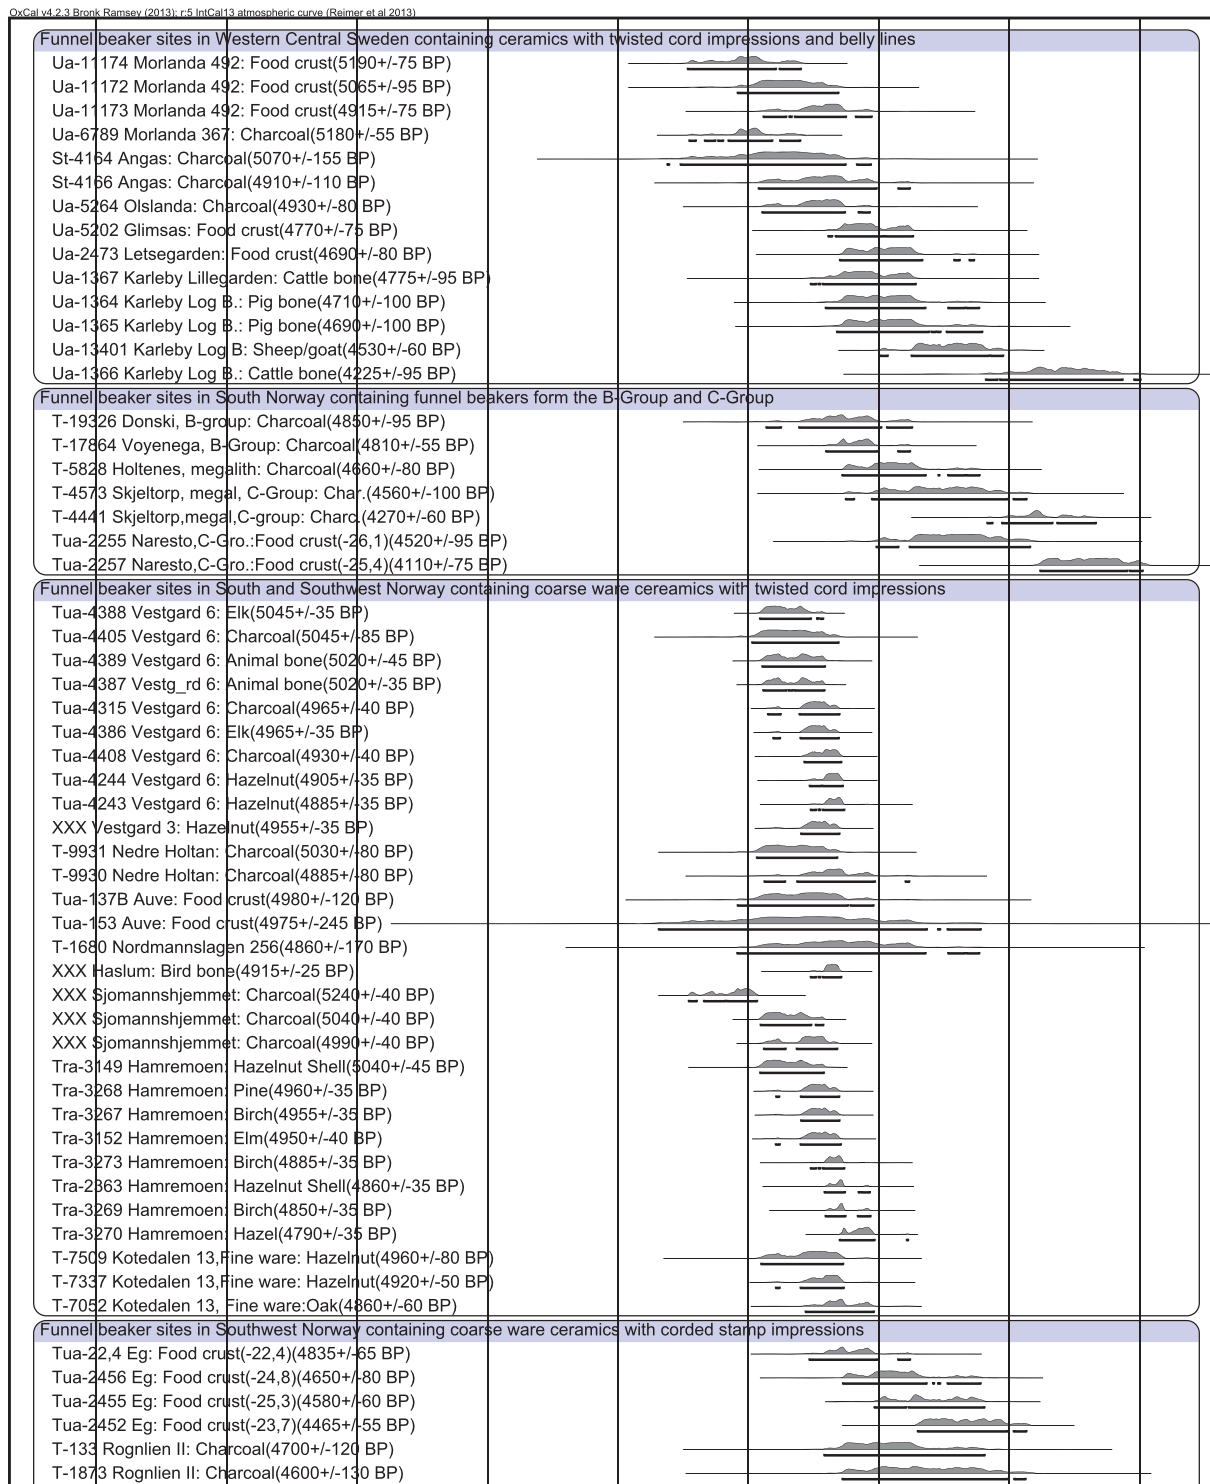 OxCal v4.2.3 Bronk Ramsey (2013); r:5 IntCal13 atmospheric curve (Reimer et al 2013)
Funnel beaker sites in Western Central Sweden containing ceramics with twisted cord impressions and belly lines
Ua-11174 Morlanda 492: Food crust(5190+/-75 BP)
Ua-11172 Morlanda 492: Food crust(5065+/-95 BP)
Ua-11173 Morlanda 492: Food crust(4915+/-75 BP)
Ua-6789 Morlanda 367: Charcoal(5180+/-55 BP)
St-4164 Angas: Charcoal(5070+/-155 BP)
St-4166 Angas: Charcoal(4910+/-110 BP)
Ua-5264 Olslanda: Charcoal(4930+/-80 BP)
Ua-5202 Glimsas: Food crust(4770+/-75 BP)
Ua-2473 Letsegarden: Food crust(4690+/-80 BP)
Ua-1367 Karleby Lillegarden: Cattle bone(4775+/-95 BP)
Ua-1364 Karleby Log B.: Pig bone(4710+/-100 BP)
Ua-1365 Karleby Log B.: Pig bone(4690+/-100 BP)
Ua-13401 Karleby Log B: Sheep/goat(4530+/-60 BP)
Ua-1366 Karleby Log B.: Cattle bone(4225+/-95 BP)
Funnel beaker sites in South Norway containing funnel beakers form the B-Group and C-Group
T-19326 Donski, B-group: Charcoal(4850+/-95 BP)
T-17864 Voyenega, B-Group: Charcoal(4810+/-55 BP)
T-5828 Holtenes, megalith: Charcoal(4660+/-80 BP)
T-4573 Skjeltorp, megal, C-Group: Char.(4560+/-100 BP)
T-4441 Skjeltorp,megal,C-group: Charc.(4270+/-60 BP)
Tua-2255 Naresto,C-Gro.:Food crust(-26,1)(4520+/-95 BP)
Tua-2257 Naresto,C-Gro.:Food crust(-25,4)(4110+/-75 BP)
Funnel beaker sites in South and Southwest Norway containing coarse ware cereamics with twisted cord impressions
Tua-4388 Vestgard 6: Elk(5045+/-35 BP)
Tua-4405 Vestgard 6: Charcoal(5045+/-85 BP)
Tua-4389 Vestgard 6: Animal bone(5020+/-45 BP)
Tua-4387 Vestg_rd 6: Animal bone(5020+/-35 BP)
Tua-4315 Vestgard 6: Charcoal(4965+/-40 BP)
Tua-4386 Vestgard 6: Elk(4965+/-35 BP)
Tua-4408 Vestgard 6: Charcoal(4930+/-40 BP)
Tua-4244 Vestgard 6: Hazelnut(4905+/-35 BP)
Tua-4243 Vestgard 6: Hazelnut(4885+/-35 BP)
XXX Vestgard 3: Hazelnut(4955+/-35 BP)
T-9931 Nedre Holtan: Charcoal(5030+/-80 BP)
T-9930 Nedre Holtan: Charcoal(4885+/-80 BP)
Tua-137B Auve: Food crust(4980+/-120 BP)
Tua-153 Auve: Food crust(4975+/-245 BP)
T-1680 Nordmannslagen 256(4860+/-170 BP)
XXX Haslum: Bird bone(4915+/-25 BP)
XXX Sjomannshjemmet: Charcoal(5240+/-40 BP)
XXX Sjomannshjemmet: Charcoal(5040+/-40 BP)
XXX Sjomannshjemmet: Charcoal(4990+/-40 BP)
Tra-3149 Hamremoen: Hazelnut Shell(5040+/-45 BP)
Tra-3268 Hamremoen: Pine(4960+/-35 BP)
Tra-3267 Hamremoen: Birch(4955+/-35 BP)
Tra-3152 Hamremoen: Elm(4950+/-40 BP)
Tra-3273 Hamremoen: Birch(4885+/-35 BP)
Tra-2363 Hamremoen: Hazelnut Shell(4860+/-35 BP)
Tra-3269 Hamremoen: Birch(4850+/-35 BP)
Tra-3270 Hamremoen: Hazel(4790+/-35 BP)
T-7509 Kotedalen 13,Fine ware: Hazelnut(4960+/-80 BP)
T-7337 Kotedalen 13,Fine ware: Hazelnut(4920+/-50 BP)
T-7052 Kotedalen 13, Fine ware:Oak(4860+/-60 BP)
Funnel beaker sites in Southwest Norway containing coarse ware ceramics with corded stamp impressions
Tua-22,4 Eg: Food crust(-22,4)(4835+/-65 BP)
Tua-2456 Eg: Food crust(-24,8)(4650+/-80 BP)
Tua-2455 Eg: Food crust(-25,3)(4580+/-60 BP)
Tua-2452 Eg: Food crust(-23,7)(4465+/-55 BP)
T-133 Rognlien II: Charcoal(4700+/-120 BP)
T-1873 Rognlien II: Charcoal(4600+/-130 BP)